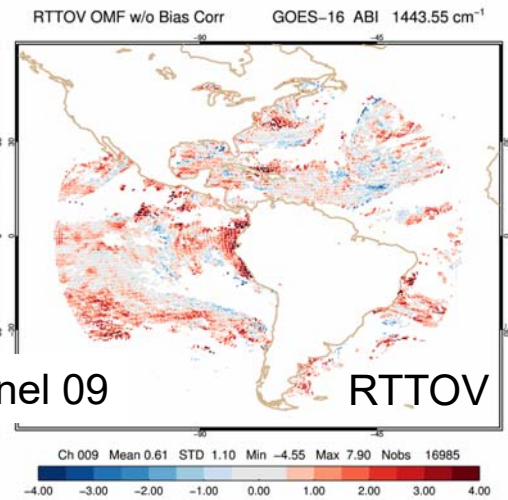 RTTOV OMF w/o Bias Corr GOES−16 ABI 1443.55 cm⁻¹
−90 −45
0
nel 09 RTTOV
−90 −45
Ch 009 Mean 0.61 STD 1.10 Min −4.55 Max 7.90 Nobs 16985
−4.00 −3.00 −2.00 −1.00 0.00 1.00 2.00 3.00 4.00